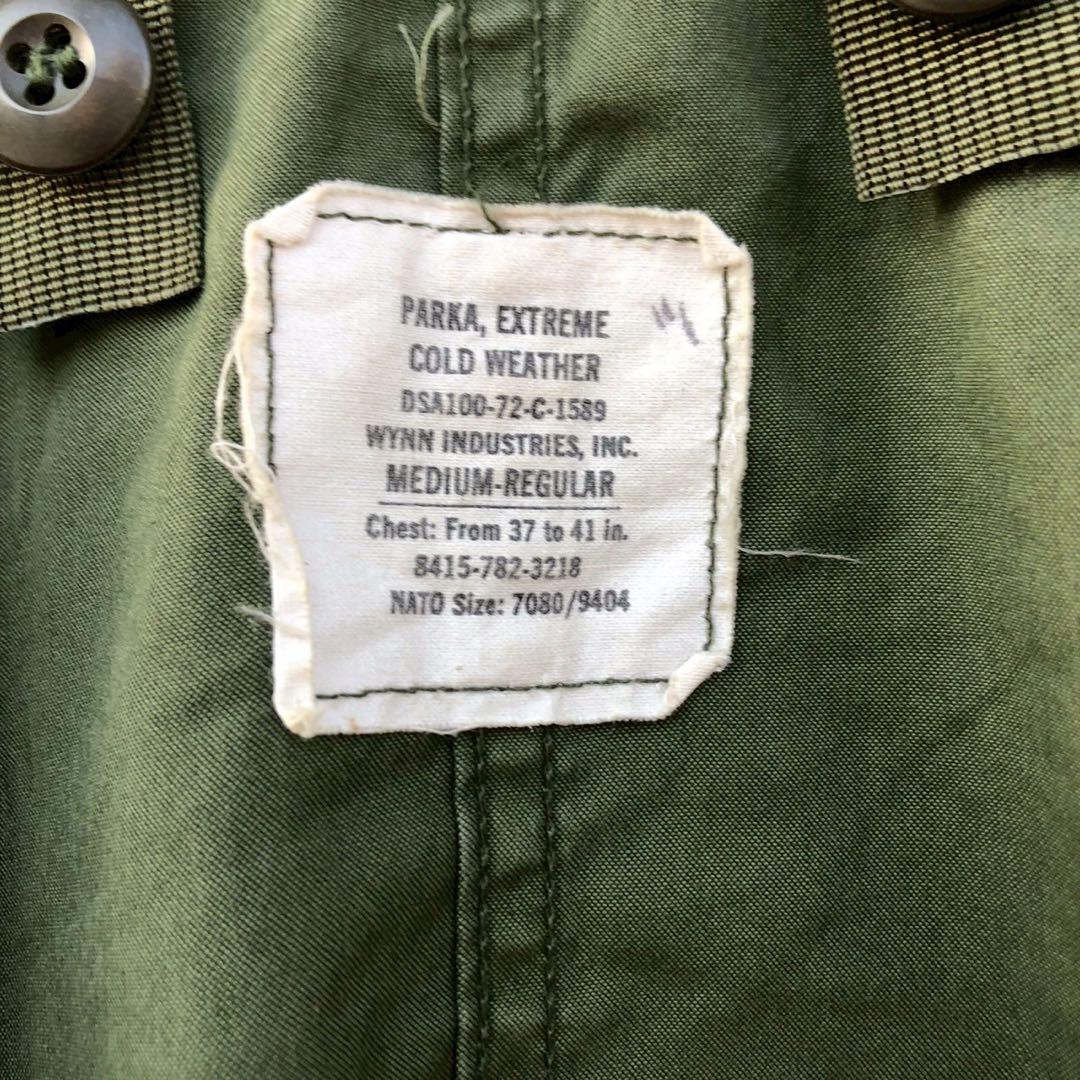 PARKA, EXTREME
COLD WEATHER
DSA100-72-C-1589
WYNN INDUSTRIES, INC.
MEDIUM-REGULAR
Chest: From 37 to 41 in.
8415-782-3218
NATO Size: 7080/9404